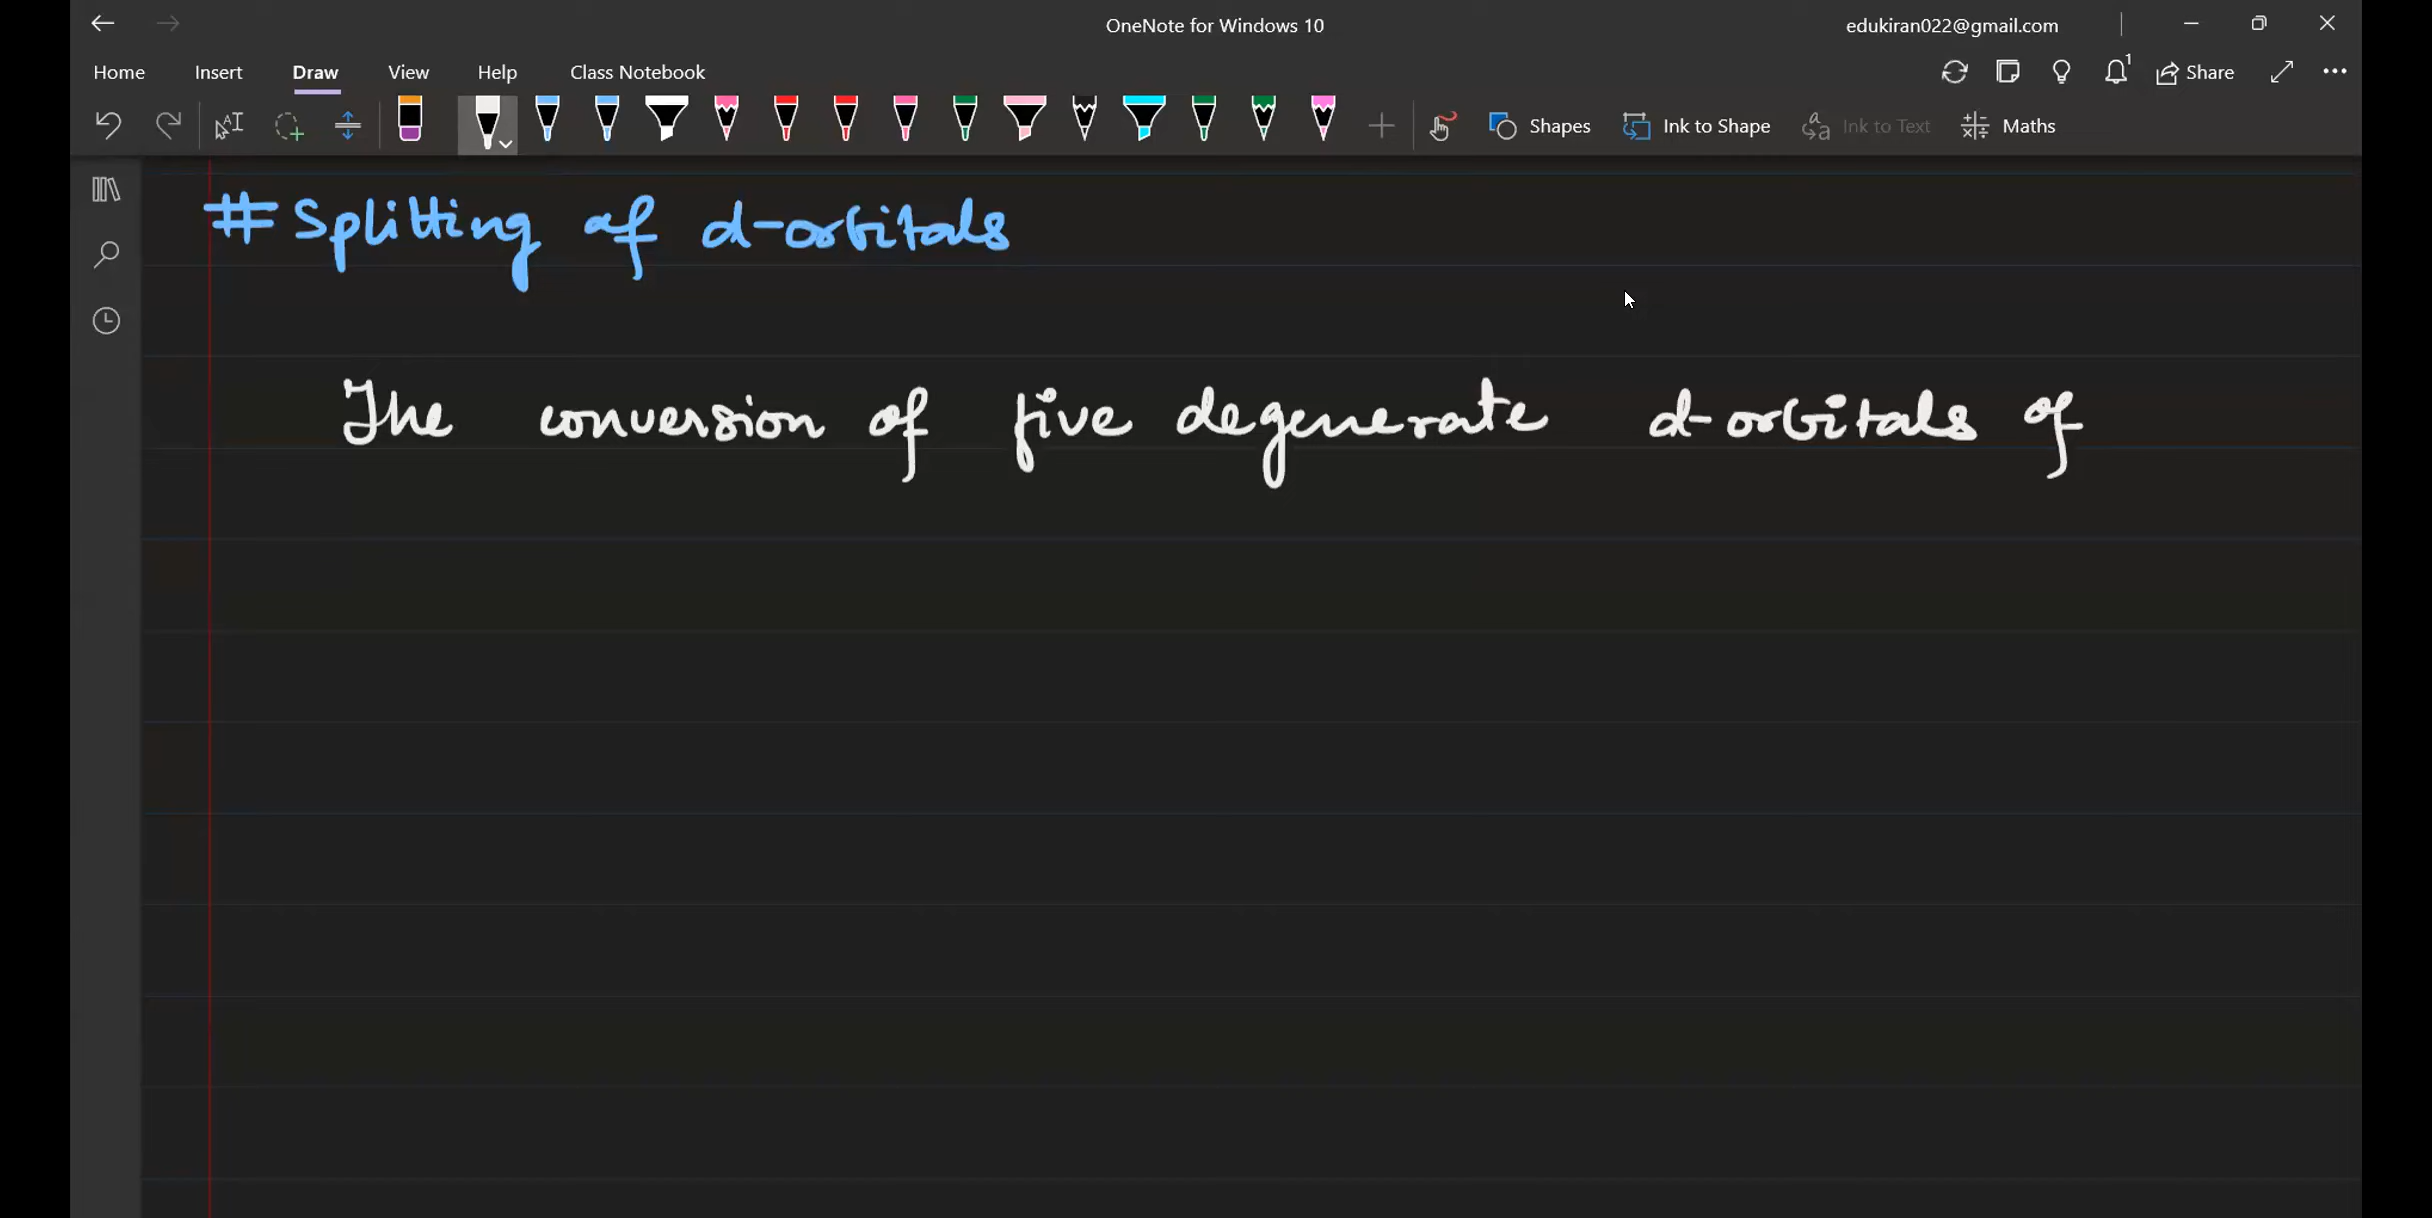 OneNote for Windows 10
edukiran022@gmail.com
Home Insert Draw View Help Class Notebook
Share
Shapes Ink to Shape Ink to Text Maths
#Splitting of d-orbitals
The conversion of five degenerate d-orbitals of